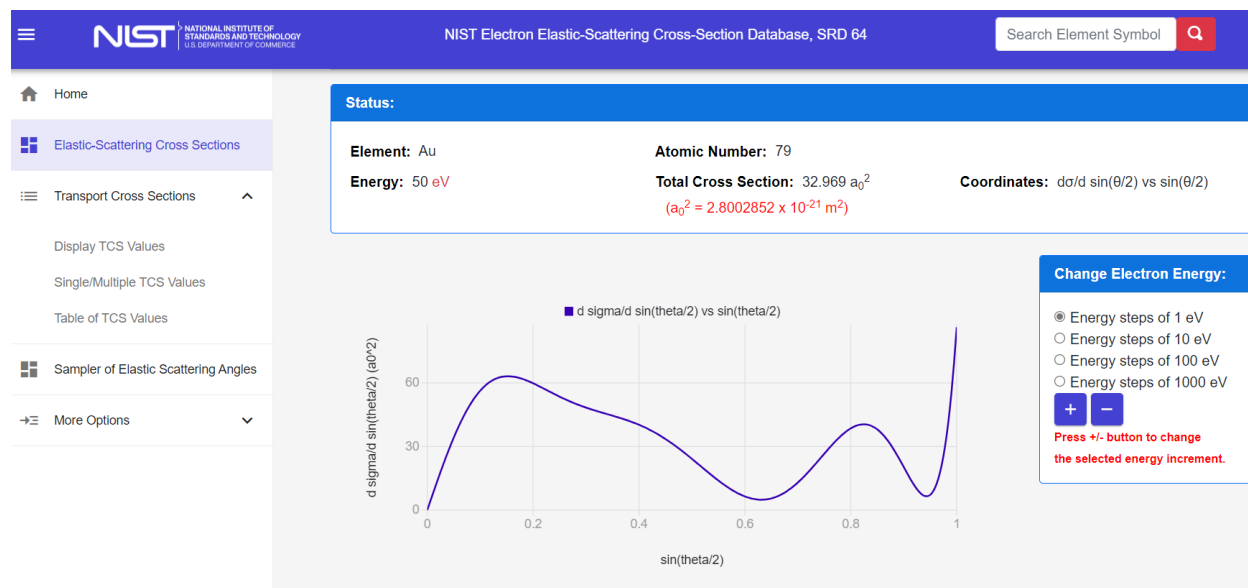 NIST
NATIONAL INSTITUTE OF
STANDARDS AND TECHNOLOGY
U.S. DEPARTMENT OF COMMERCE
NIST Electron Elastic-Scattering Cross-Section Database, SRD 64
Search Element Symbol
Home
Elastic-Scattering Cross Sections
Transport Cross Sections
Display TCS Values
Single/Multiple TCS Values
Table of TCS Values
Sampler of Elastic Scattering Angles
More Options
Status:
Element: Au
Atomic Number: 79
Energy: 50 eV
Total Cross Section: 32.969 a₀²
Coordinates: dσ/d sin(θ/2) vs sin(θ/2)
(a₀² = 2.8002852 x 10⁻²¹ m²)
d sigma/d sin(theta/2) vs sin(theta/2)
d sigma/d sin(theta/2) (a0^2)
60
30
0
0 0.2 0.4 0.6 0.8 1
sin(theta/2)
Change Electron Energy:
Energy steps of 1 eV
Energy steps of 10 eV
Energy steps of 100 eV
Energy steps of 1000 eV
+ −
Press +/- button to change
the selected energy increment.